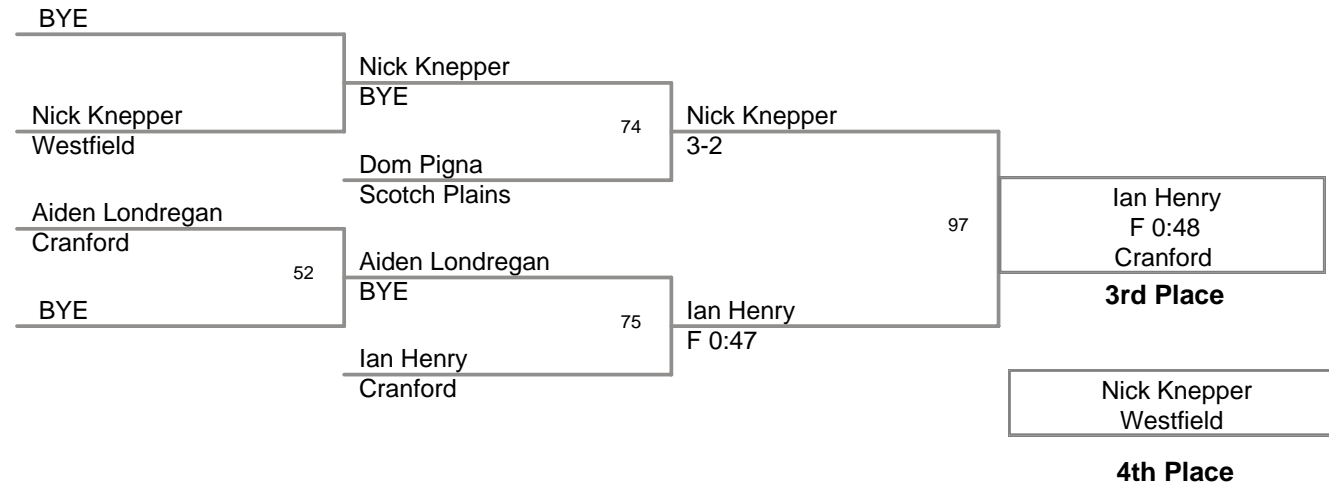 BYE
Nick Knepper
BYE
Nick Knepper
Westfield
74
Nick Knepper
3-2
Dom Pigna
Scotch Plains
Aiden Londregan
Cranford
52
Aiden Londregan
BYE
BYE
75
Ian Henry
F 0:47
Ian Henry
Cranford
97
Ian Henry
F 0:48
Cranford
3rd Place
Nick Knepper
Westfield
4th Place